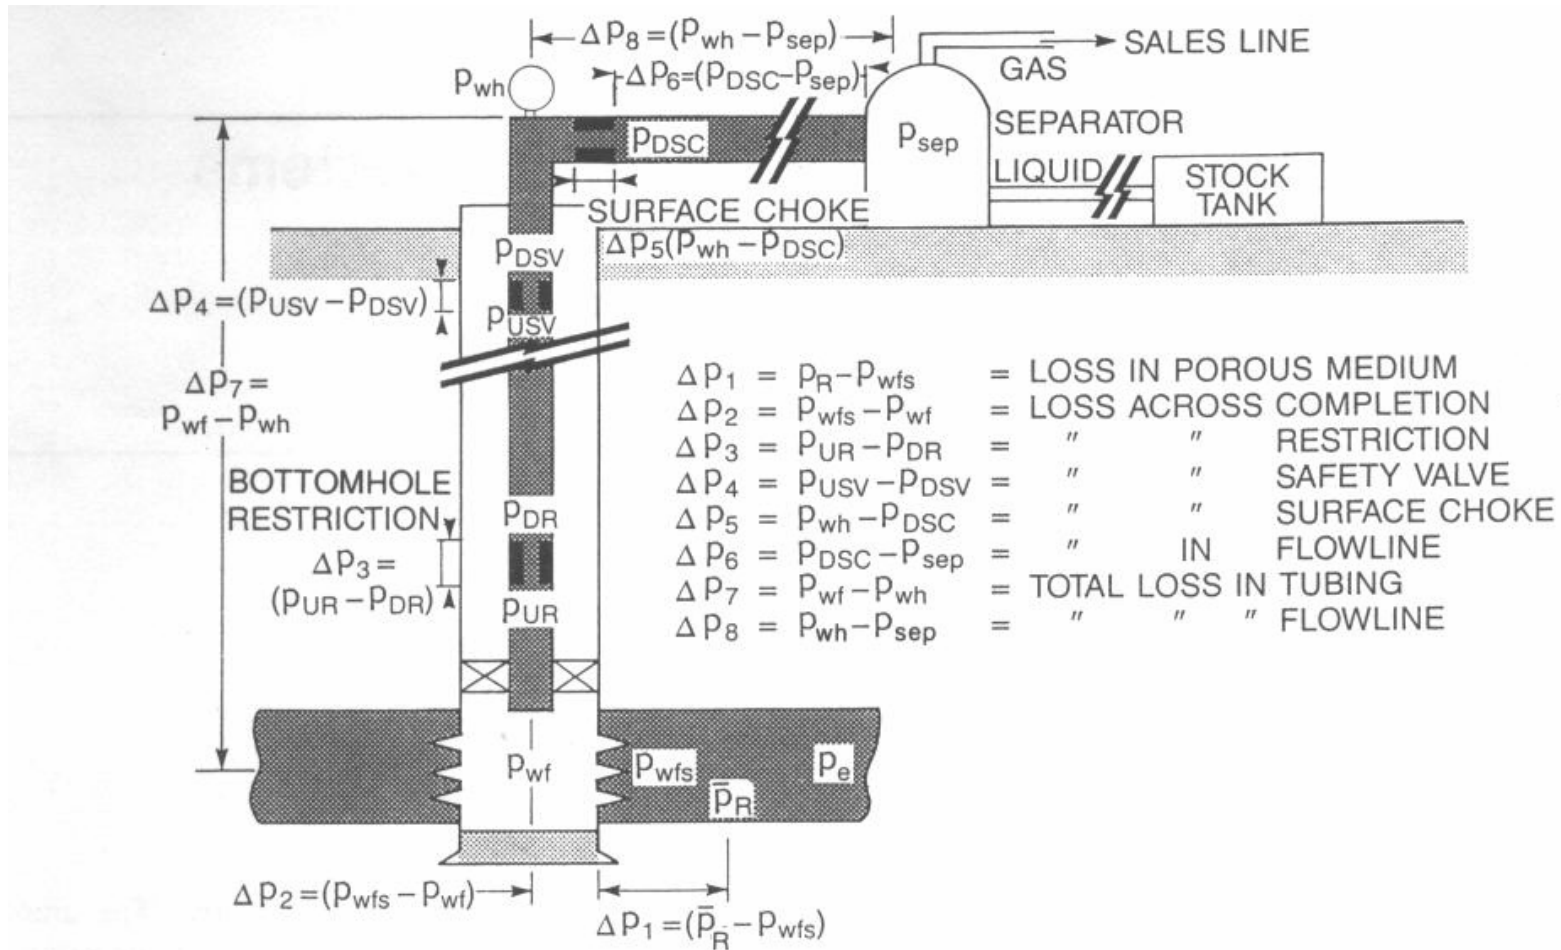 Δp8=(pwh−psep)
SALES LINE
GAS
pwh
Δp6=(pDSC−psep)
pDSC
psep
SEPARATOR
LIQUID
STOCK
TANK
SURFACE CHOKE
Δp5(pwh−pDSC)
pDSV
Δp4=(pUSV−pDSV)
pUSV
Δp7=
pwf−pwh
Δp1 = pR−pwfs = LOSS IN POROUS MEDIUM
Δp2 = pwfs−pwf = LOSS ACROSS COMPLETION
Δp3 = pUR−pDR = " " RESTRICTION
Δp4 = pUSV−pDSV = " " SAFETY VALVE
Δp5 = pwh−pDSC = " " SURFACE CHOKE
Δp6 = pDSC−psep = " IN FLOWLINE
Δp7 = pwf−pwh = TOTAL LOSS IN TUBING
Δp8 = pwh−psep = " " " FLOWLINE
BOTTOMHOLE
RESTRICTION
pDR
Δp3=
(pUR−pDR)
pUR
pwf
pwfs
pe
p̄R
Δp2=(pwfs−pwf)
Δp1=(p̄R−pwfs)